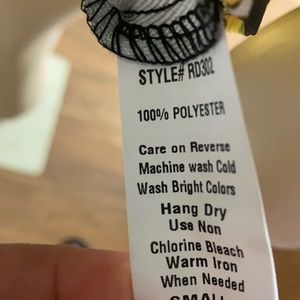 STYLE# RD302
100% POLYESTER
Care on Reverse
Machine wash Cold
Wash Bright Colors
Hang Dry
Use Non
Chlorine Bleach
Warm Iron
When Needed
SMALL